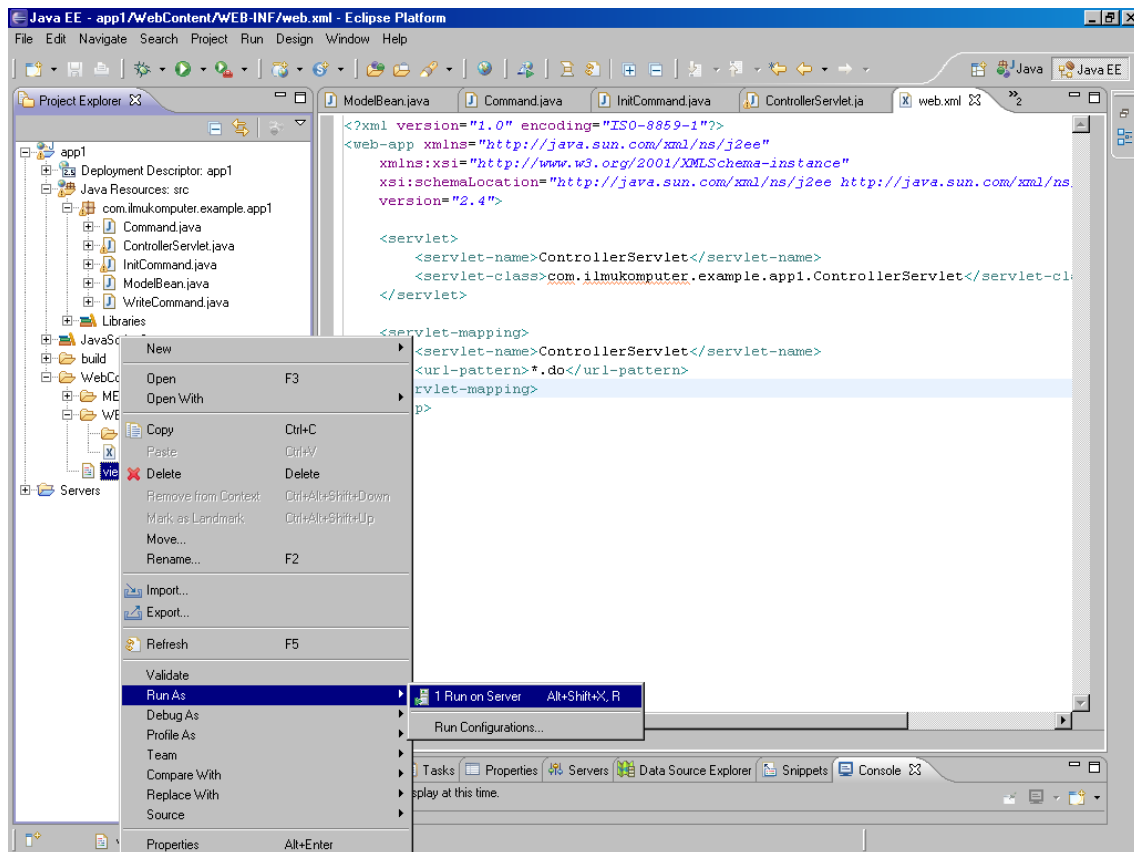 Java EE - app1/WebContent/WEB-INF/web.xml - Eclipse Platform
File Edit Navigate Search Project Run Design Window Help
Java Java EE
Project Explorer
app1
Deployment Descriptor: app1
Java Resources: src
com.ilmukomputer.example.app1
Command.java
ControllerServlet.java
InitCommand.java
ModelBean.java
WriteCommand.java
Libraries
JavaSc
build
WebCo
ME
WE
vie
Servers
ModelBean.java Command.java InitCommand.java ControllerServlet.ja web.xml »2
<?xml version="1.0" encoding="ISO-8859-1"?>
<web-app xmlns="http://java.sun.com/xml/ns/j2ee"
xmlns:xsi="http://www.w3.org/2001/XMLSchema-instance"
xsi:schemaLocation="http://java.sun.com/xml/ns/j2ee http://java.sun.com/xml/ns
version="2.4">
<servlet>
<servlet-name>ControllerServlet</servlet-name>
<servlet-class>com.ilmukomputer.example.app1.ControllerServlet</servlet-cla
</servlet>
<servlet-mapping>
<servlet-name>ControllerServlet</servlet-name>
<url-pattern>*.do</url-pattern>
rvlet-mapping>
p>
New
Open F3
Open With
Copy Ctrl+C
Paste Ctrl+V
Delete Delete
Remove from Context Ctrl+Alt+Shift+Down
Mark as Landmark Ctrl+Alt+Shift+Up
Move...
Rename... F2
Import...
Export...
Refresh F5
Validate
Run As
Debug As
Profile As
Team
Compare With
Replace With
Source
Properties Alt+Enter
1 Run on Server Alt+Shift+X, R
Run Configurations...
Tasks Properties Servers Data Source Explorer Snippets Console
splay at this time.